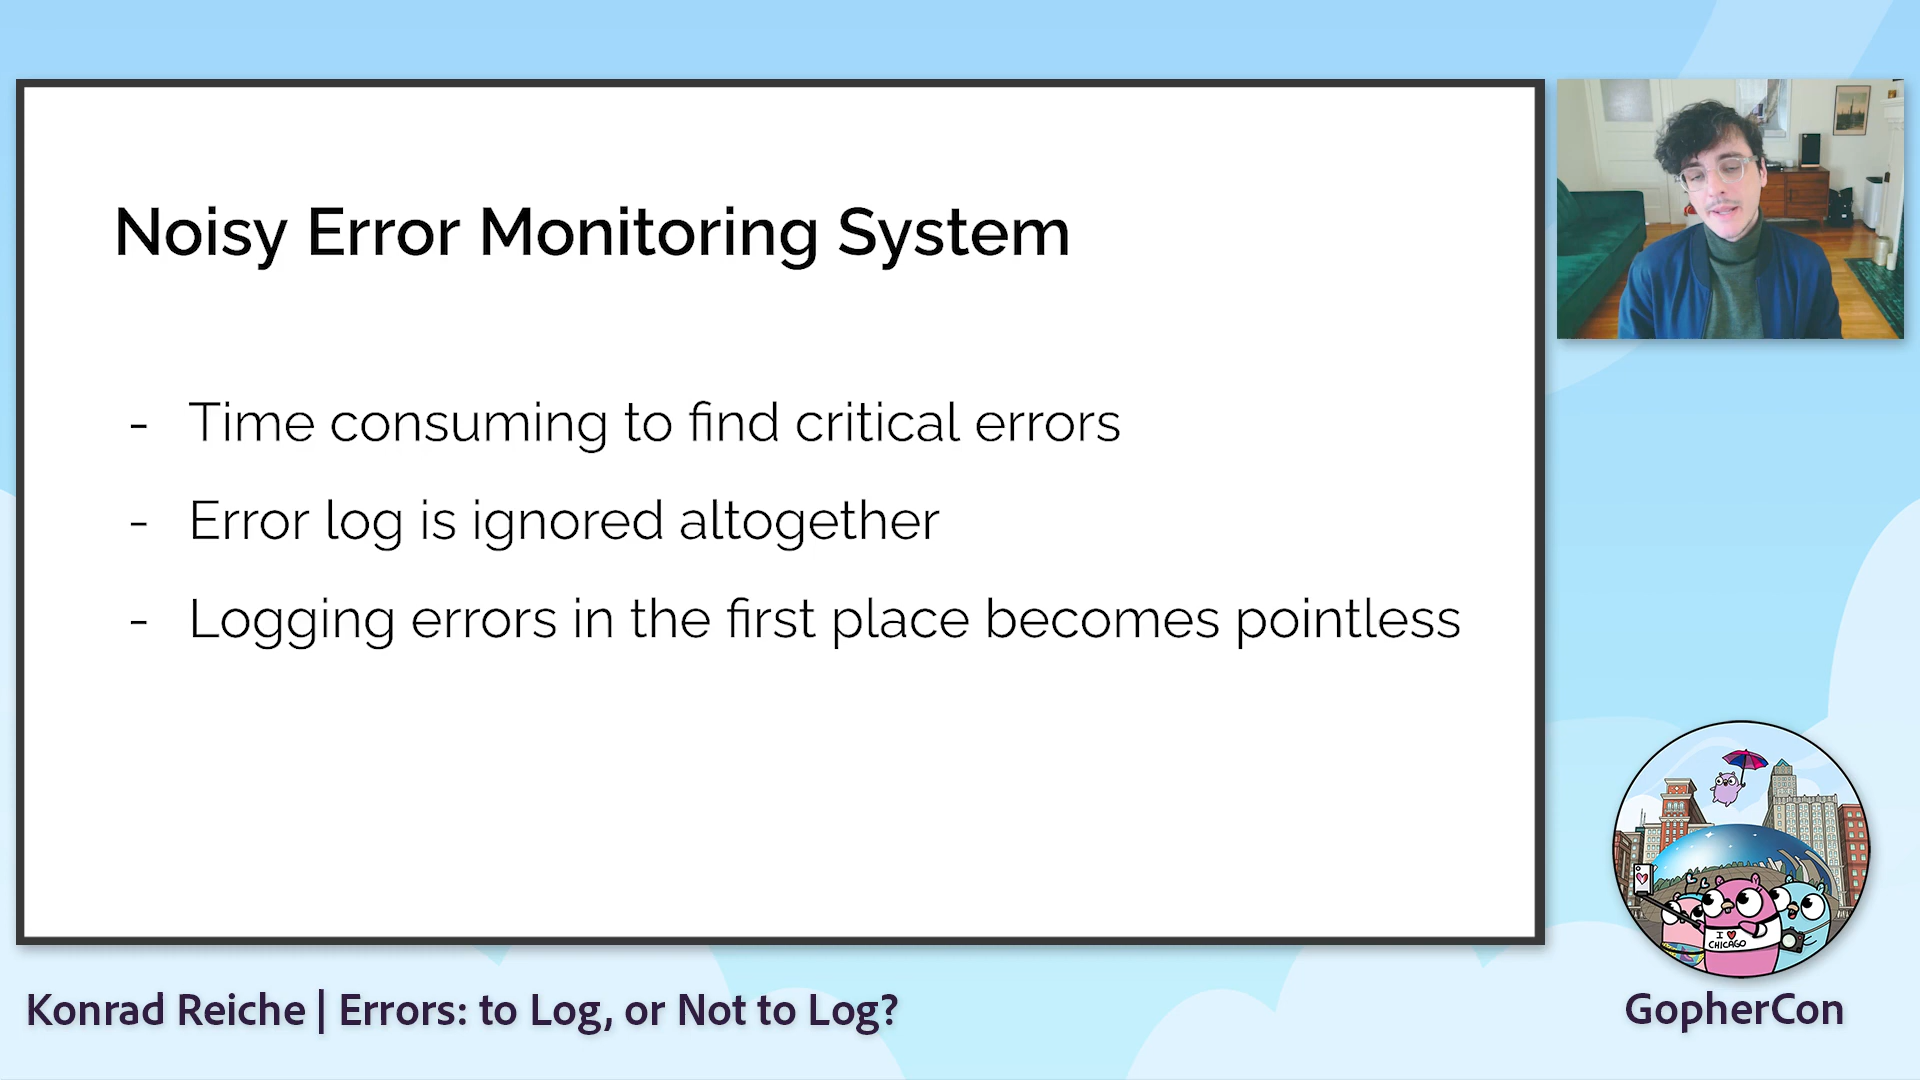 Noisy Error Monitoring System
- Time consuming to find critical errors
- Error log is ignored altogether
- Logging errors in the first place becomes pointless
I ♥
CHICAGO
Konrad Reiche | Errors: to Log, or Not to Log?
GopherCon